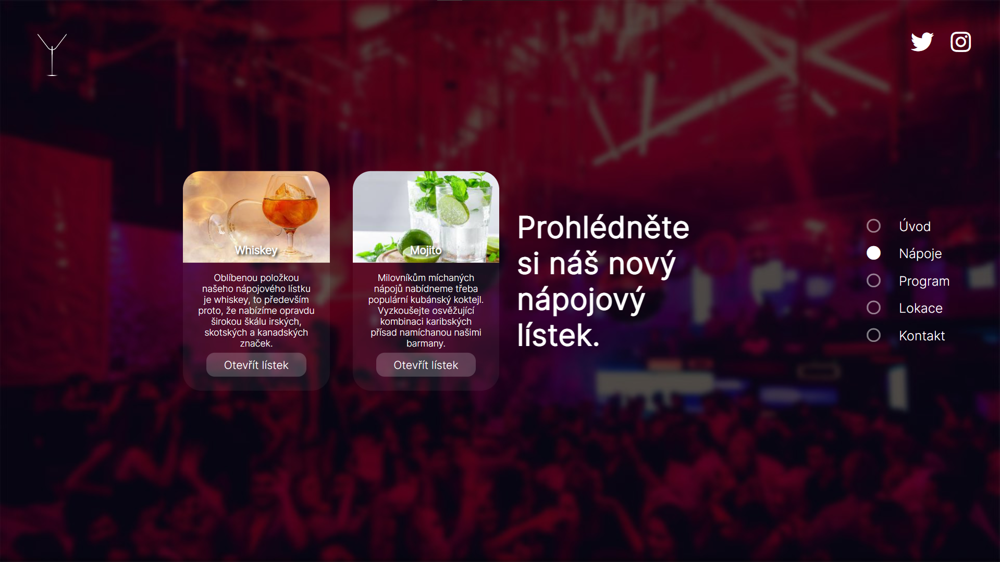 Whiskey
Oblíbenou položkou
našeho nápojového lístku
je whiskey, to především
proto, že nabízíme opravdu
širokou škálu irských,
skotských a kanadských
značek.
Otevřít lístek
Mojito
Milovníkům míchaných
nápojů nabídneme třeba
populární kubánský koktejl.
Vyzkoušejte osvěžující
kombinaci karibských
přísad namíchanou našimi
barmany.
Otevřít lístek
Prohlédněte
si náš nový
nápojový
lístek.
Úvod
Nápoje
Program
Lokace
Kontakt